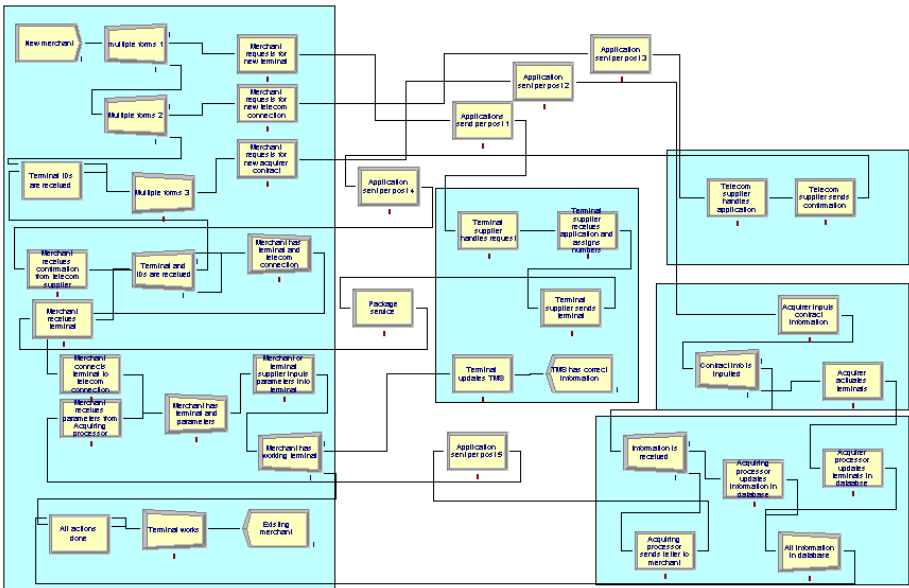 New merchant
multiple forms 1
Merchant
requests for
new terminal
Multiple forms 2
Merchant
requests for
new telecom
connection
Merchant
requests for
new acquirer
contract
Terminal IDs
are received
Multiple forms 3
Application
sent per post 3
Application
sent per post 2
Applications
send per post 1
Application
sent per post 4
Telecom
supplier
handles
application
Telecom
supplier sends
confirmation
Terminal
supplier
handles request
Terminal
supplier
receives
application and
assigns
numbers
Merchant
receives
confirmation
from telecom
supplier
Terminal and
IDs are received
Merchant has
terminal and
telecom
connection
Merchant
receives
terminal
Package
service
Terminal
supplier sends
terminal
Acquirer inputs
contract
information
Merchant
connects
terminal to
telecom
connection
Merchant or
terminal
supplier inputs
parameters into
terminal
Terminal
updates TMS
TMS has correct
information
Contract info is
inputted
Acquirer
activates
terminals
Merchant
receives
parameters from
Acquiring
processor
Merchant has
terminal and
parameters
Merchant has
working terminal
Application
sent per post 5
Information is
received
Acquiring
processor
updates
information in
database
Acquirer
processor
updates
terminals in
databse
All actions
done
Terminal works
Existing
merchant
Acquiring
processor
sends letter to
merchant
All information
in database